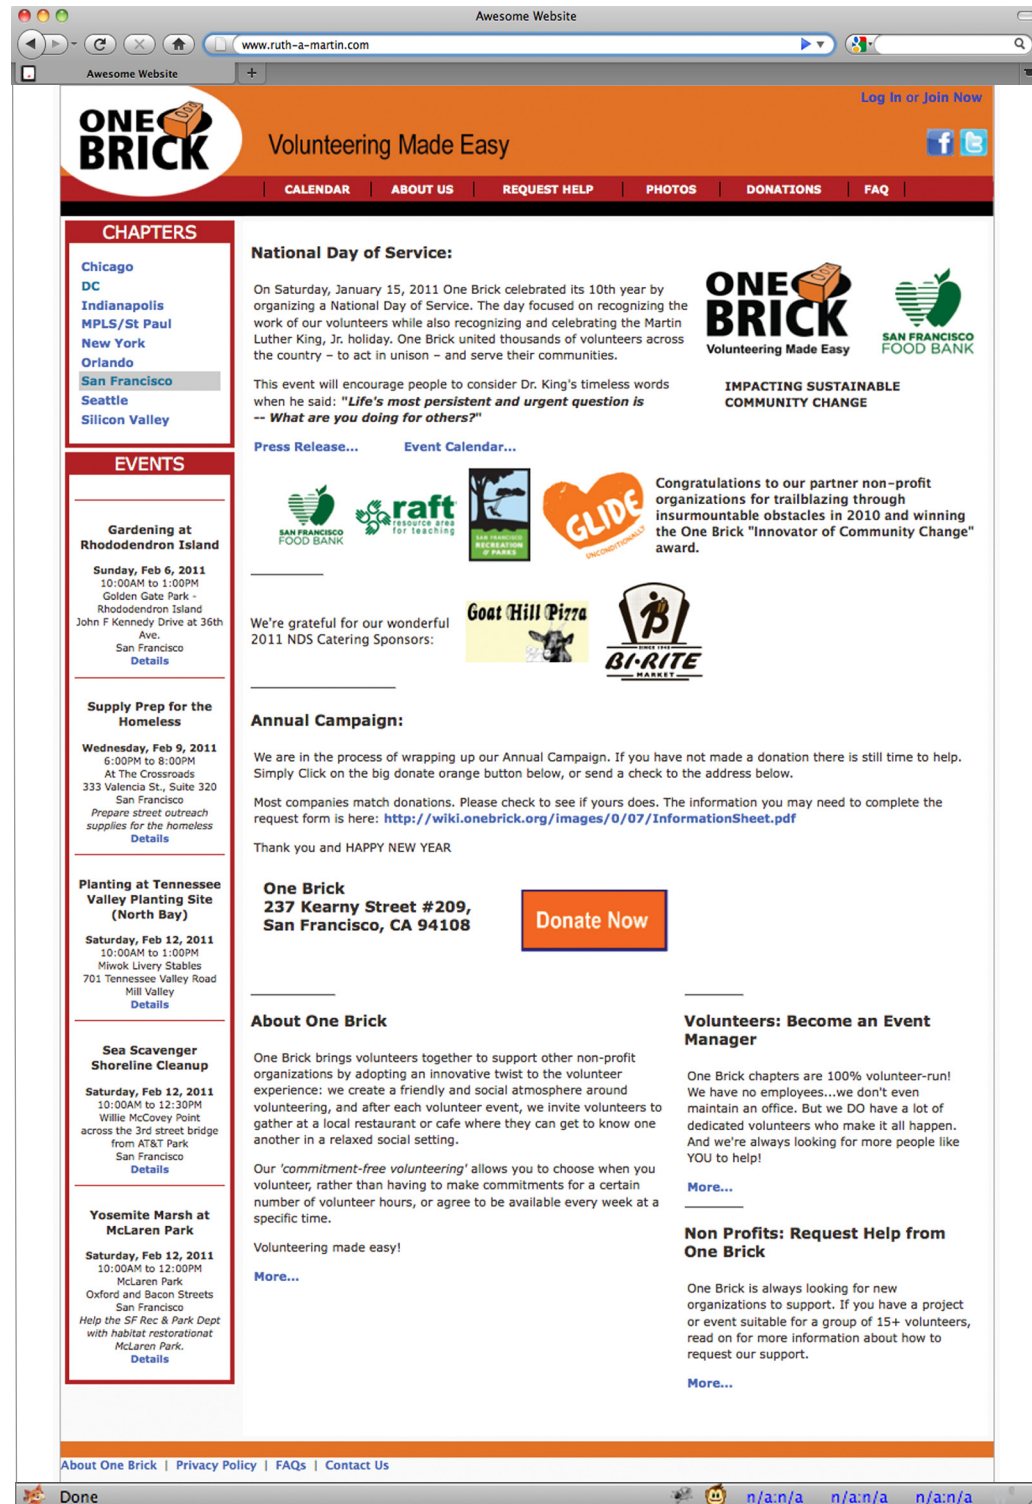 Awesome Website
www.ruth-a-martin.com
Awesome Website
+
Log In or Join Now
ONE
BRICK
Volunteering Made Easy
CALENDAR | ABOUT US | REQUEST HELP | PHOTOS | DONATIONS | FAQ |
CHAPTERS
Chicago
DC
Indianapolis
MPLS/St Paul
New York
Orlando
San Francisco
Seattle
Silicon Valley
EVENTS
Gardening at
Rhododendron Island
Sunday, Feb 6, 2011
10:00AM to 1:00PM
Golden Gate Park -
Rhododendron Island
John F Kennedy Drive at 36th
Ave.
San Francisco
Details
Supply Prep for the
Homeless
Wednesday, Feb 9, 2011
6:00PM to 8:00PM
At The Crossroads
333 Valencia St., Suite 320
San Francisco
Prepare street outreach
supplies for the homeless
Details
Planting at Tennessee
Valley Planting Site
(North Bay)
Saturday, Feb 12, 2011
10:00AM to 1:00PM
Miwok Livery Stables
701 Tennessee Valley Road
Mill Valley
Details
Sea Scavenger
Shoreline Cleanup
Saturday, Feb 12, 2011
10:00AM to 12:30PM
Willie McCovey Point
across the 3rd street bridge
from AT&T Park
San Francisco
Details
Yosemite Marsh at
McLaren Park
Saturday, Feb 12, 2011
10:00AM to 12:00PM
McLaren Park
Oxford and Bacon Streets
San Francisco
Help the SF Rec & Park Dept
with habitat restorationat
McLaren Park.
Details
National Day of Service:
On Saturday, January 15, 2011 One Brick celebrated its 10th year by
organizing a National Day of Service. The day focused on recognizing the
work of our volunteers while also recognizing and celebrating the Martin
Luther King, Jr. holiday. One Brick united thousands of volunteers across
the country – to act in unison – and serve their communities.
This event will encourage people to consider Dr. King's timeless words
when he said: "Life's most persistent and urgent question is
-- What are you doing for others?"
Press Release... Event Calendar...
ONE
BRICK
Volunteering Made Easy
SAN FRANCISCO
FOOD BANK
IMPACTING SUSTAINABLE
COMMUNITY CHANGE
SAN FRANCISCO
FOOD BANK
raft
resource area
for teaching
SAN FRANCISCO
RECREATION
& PARKS
GLIDE
UNCONDITIONALLY
Congratulations to our partner non-profit
organizations for trailblazing through
insurmountable obstacles in 2010 and winning
the One Brick "Innovator of Community Change"
award.
We're grateful for our wonderful
2011 NDS Catering Sponsors:
Goat Hill Pizza
B
SINCE 1940
BI-RITE
MARKET
Annual Campaign:
We are in the process of wrapping up our Annual Campaign. If you have not made a donation there is still time to help.
Simply Click on the big donate orange button below, or send a check to the address below.
Most companies match donations. Please check to see if yours does. The information you may need to complete the
request form is here: http://wiki.onebrick.org/images/0/07/InformationSheet.pdf
Thank you and HAPPY NEW YEAR
One Brick
237 Kearny Street #209,
San Francisco, CA 94108
Donate Now
About One Brick
One Brick brings volunteers together to support other non-profit
organizations by adopting an innovative twist to the volunteer
experience: we create a friendly and social atmosphere around
volunteering, and after each volunteer event, we invite volunteers to
gather at a local restaurant or cafe where they can get to know one
another in a relaxed social setting.
Our 'commitment-free volunteering' allows you to choose when you
volunteer, rather than having to make commitments for a certain
number of volunteer hours, or agree to be available every week at a
specific time.
Volunteering made easy!
More...
Volunteers: Become an Event
Manager
One Brick chapters are 100% volunteer-run!
We have no employees...we don't even
maintain an office. But we DO have a lot of
dedicated volunteers who make it all happen.
And we're always looking for more people like
YOU to help!
More...
Non Profits: Request Help from
One Brick
One Brick is always looking for new
organizations to support. If you have a project
or event suitable for a group of 15+ volunteers,
read on for more information about how to
request our support.
More...
About One Brick | Privacy Policy | FAQs | Contact Us
Done
n/a:n/a n/a:n/a n/a:n/a